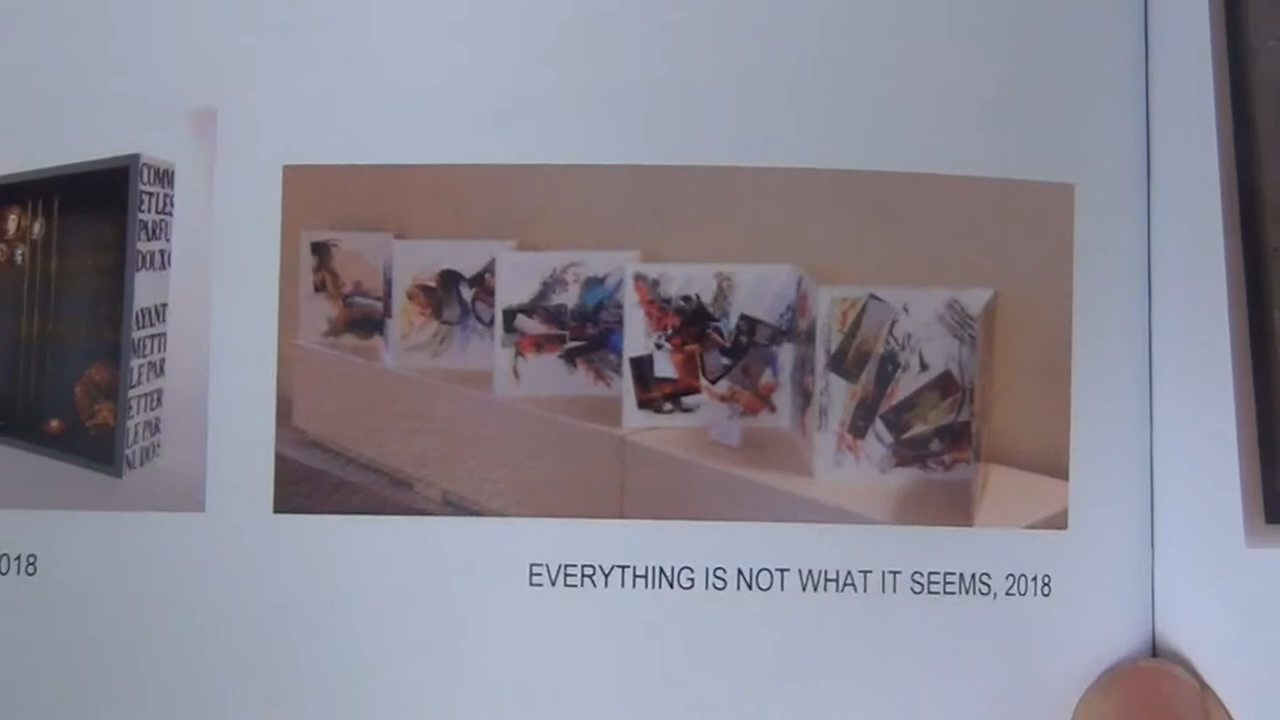 COMM
ET LES
PARFU
DOUX
AYANT
METTI
LE PAR
ETTER
LE PAR
NUDO!
018
EVERYTHING IS NOT WHAT IT SEEMS, 2018